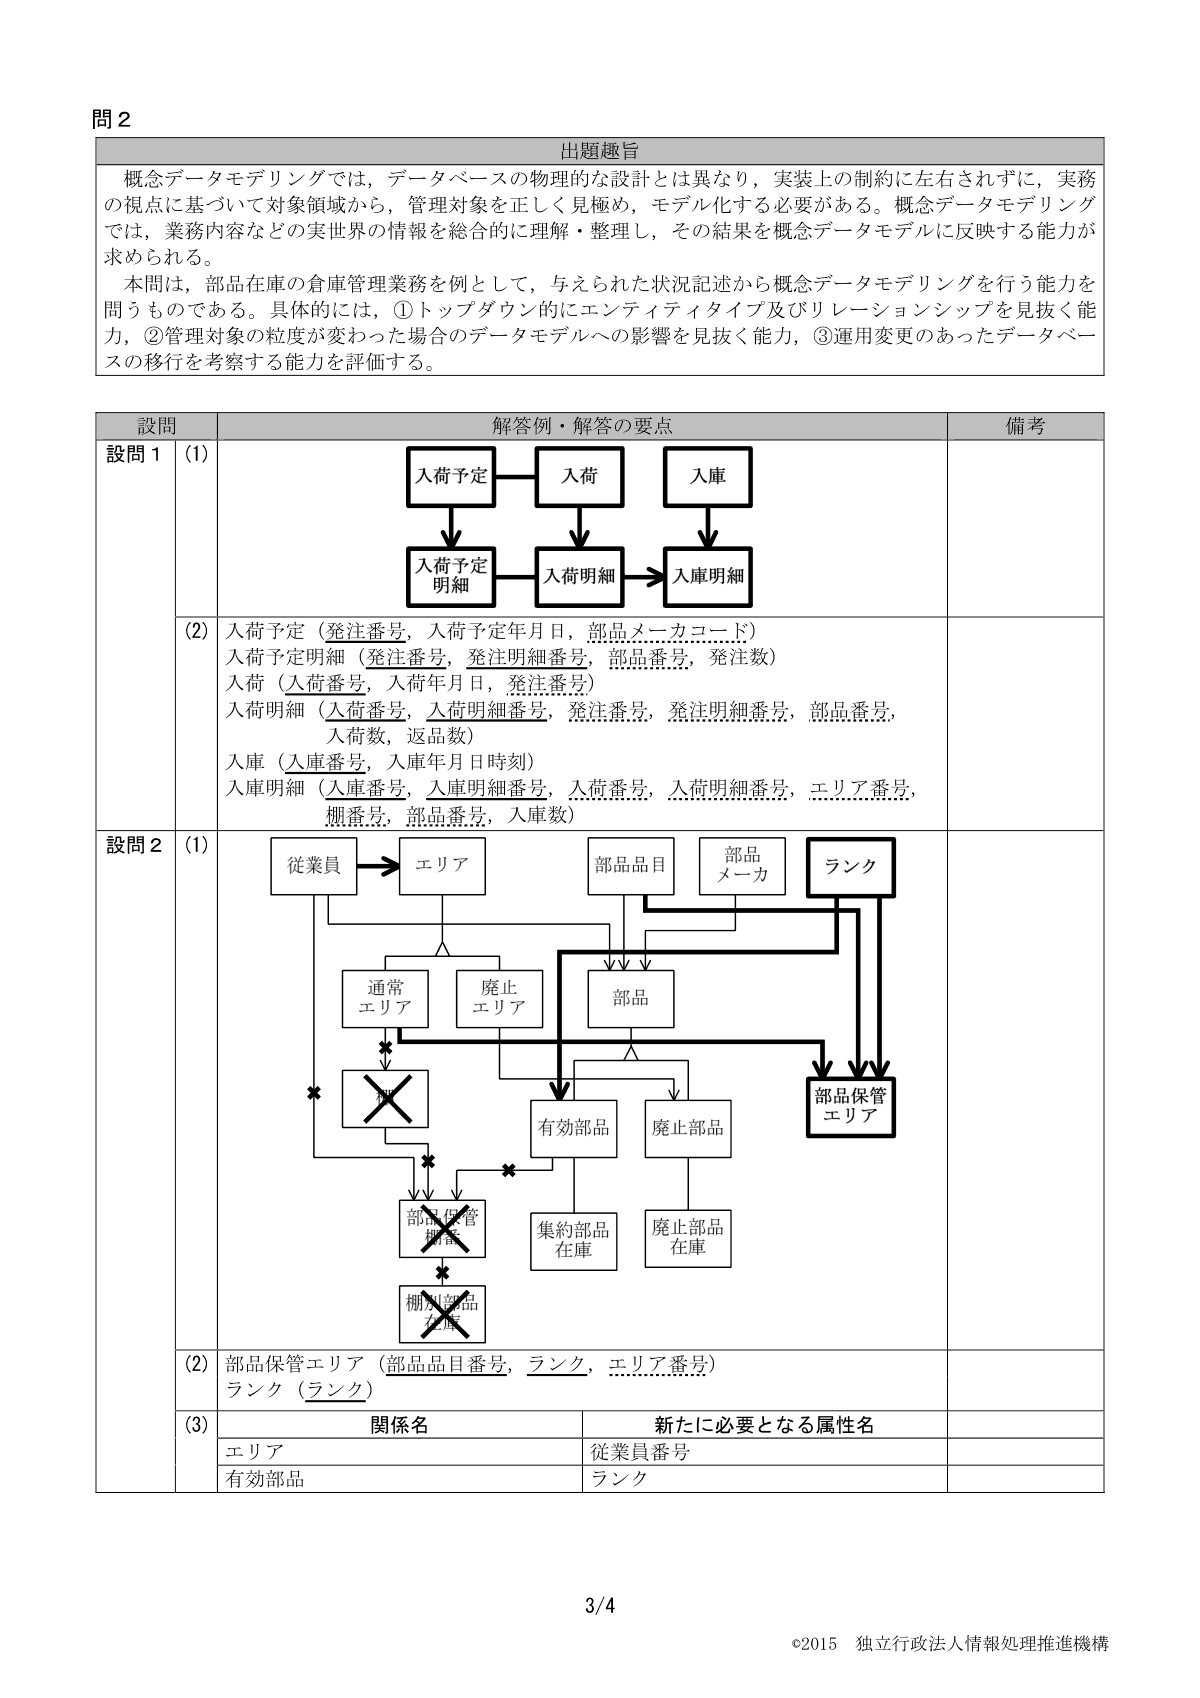 問２
出題趣旨
概念データモデリングでは，データベースの物理的な設計とは異なり，実装上の制約に左右されずに，実務
の視点に基づいて対象領域から，管理対象を正しく見極め，モデル化する必要がある。概念データモデリング
では，業務内容などの実世界の情報を総合的に理解・整理し，その結果を概念データモデルに反映する能力が
求められる。
本問は，部品在庫の倉庫管理業務を例として，与えられた状況記述から概念データモデリングを行う能力を
問うものである。具体的には，①トップダウン的にエンティティタイプ及びリレーションシップを見抜く能
力，②管理対象の粒度が変わった場合のデータモデルへの影響を見抜く能力，③運用変更のあったデータベー
スの移行を考察する能力を評価する。
設問 解答例・解答の要点 備考
設問１ (1)
入荷予定 入荷 入庫
入荷予定
明細 入荷明細 入庫明細
(2) 入荷予定（発注番号，入荷予定年月日，部品メーカコード）
入荷予定明細（発注番号，発注明細番号，部品番号，発注数）
入荷（入荷番号，入荷年月日，発注番号）
入荷明細（入荷番号，入荷明細番号，発注番号，発注明細番号，部品番号，
入荷数，返品数）
入庫（入庫番号，入庫年月日時刻）
入庫明細（入庫番号，入庫明細番号，入荷番号，入荷明細番号，エリア番号，
棚番号，部品番号，入庫数）
設問２ (1)
従業員 エリア 部品品目 部品
メーカ ランク
通常
エリア 廃止
エリア 部品
棚 部品保管
エリア
有効部品 廃止部品
部品保管
棚番 集約部品
在庫 廃止部品
在庫
棚別部品
在庫
(2) 部品保管エリア（部品品目番号，ランク，エリア番号）
ランク（ランク）
(3) 関係名 新たに必要となる属性名
エリア 従業員番号
有効部品 ランク
3/4
©2015 独立行政法人情報処理推進機構